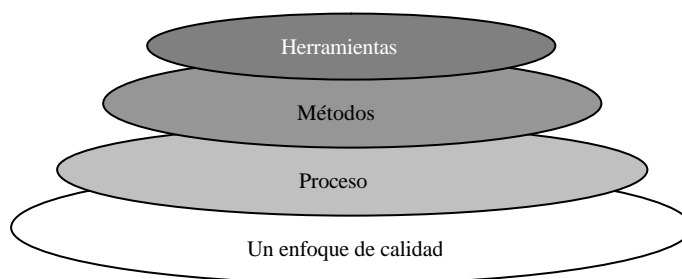 Herramientas
Métodos
Proceso
Un enfoque de calidad